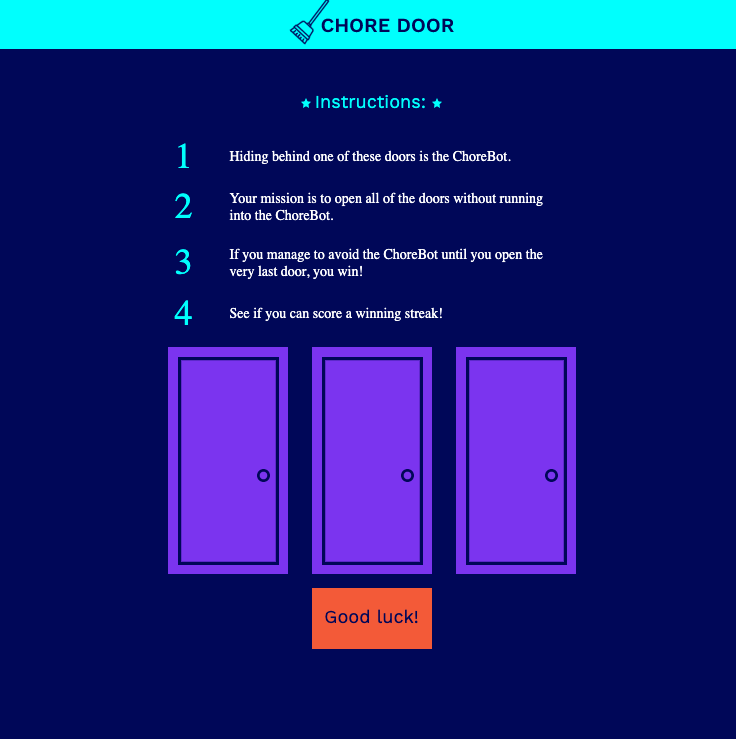 CHORE DOOR
Instructions:
1 Hiding behind one of these doors is the ChoreBot.
2 Your mission is to open all of the doors without running
into the ChoreBot.
3 If you manage to avoid the ChoreBot until you open the
very last door, you win!
4 See if you can score a winning streak!
Good luck!